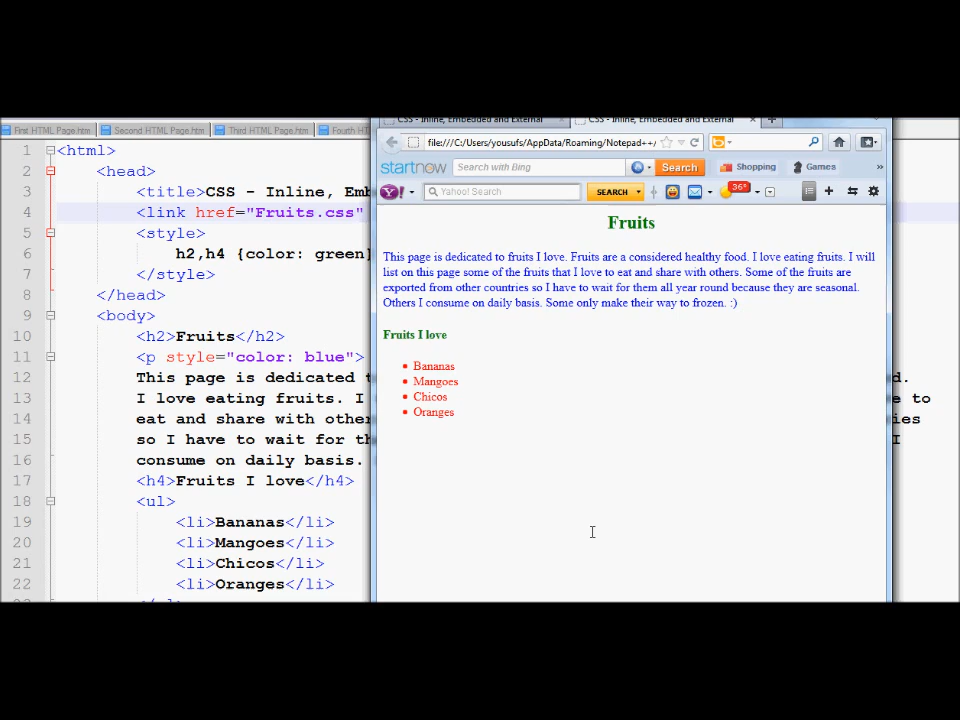 First HTML Page.htm Second HTML Page.htm Third HTML Page.htm Fourth HT
1 <html>
2 <head>
3 <title>CSS - Inline, Emb
4 <link href="Fruits.css"
5 <style>
6 h2,h4 {color: green}
7 </style>
8 </head>
9 <body>
10 <h2>Fruits</h2>
11 <p style="color: blue">
12 This page is dedicated t d.
13 I love eating fruits. I e to
14 eat and share with other ies
15 so I have to wait for th I
16 consume on daily basis.
17 <h4>Fruits I love</h4>
18 <ul>
19 <li>Bananas</li>
20 <li>Mangoes</li>
21 <li>Chicos</li>
22 <li>Oranges</li>
CSS - Inline, Embedded and External CSS - Inline, Embedded and External
file:///C:/Users/yousufs/AppData/Roaming/Notepad++/
startnow Search with Bing Search Shopping Games »
Y! Yahoo! Search SEARCH 36°
Fruits
This page is dedicated to fruits I love. Fruits are a considered healthy food. I love eating fruits. I will
list on this page some of the fruits that I love to eat and share with others. Some of the fruits are
exported from other countries so I have to wait for them all year round because they are seasonal.
Others I consume on daily basis. Some only make their way to frozen. :)
Fruits I love
Bananas
Mangoes
Chicos
Oranges